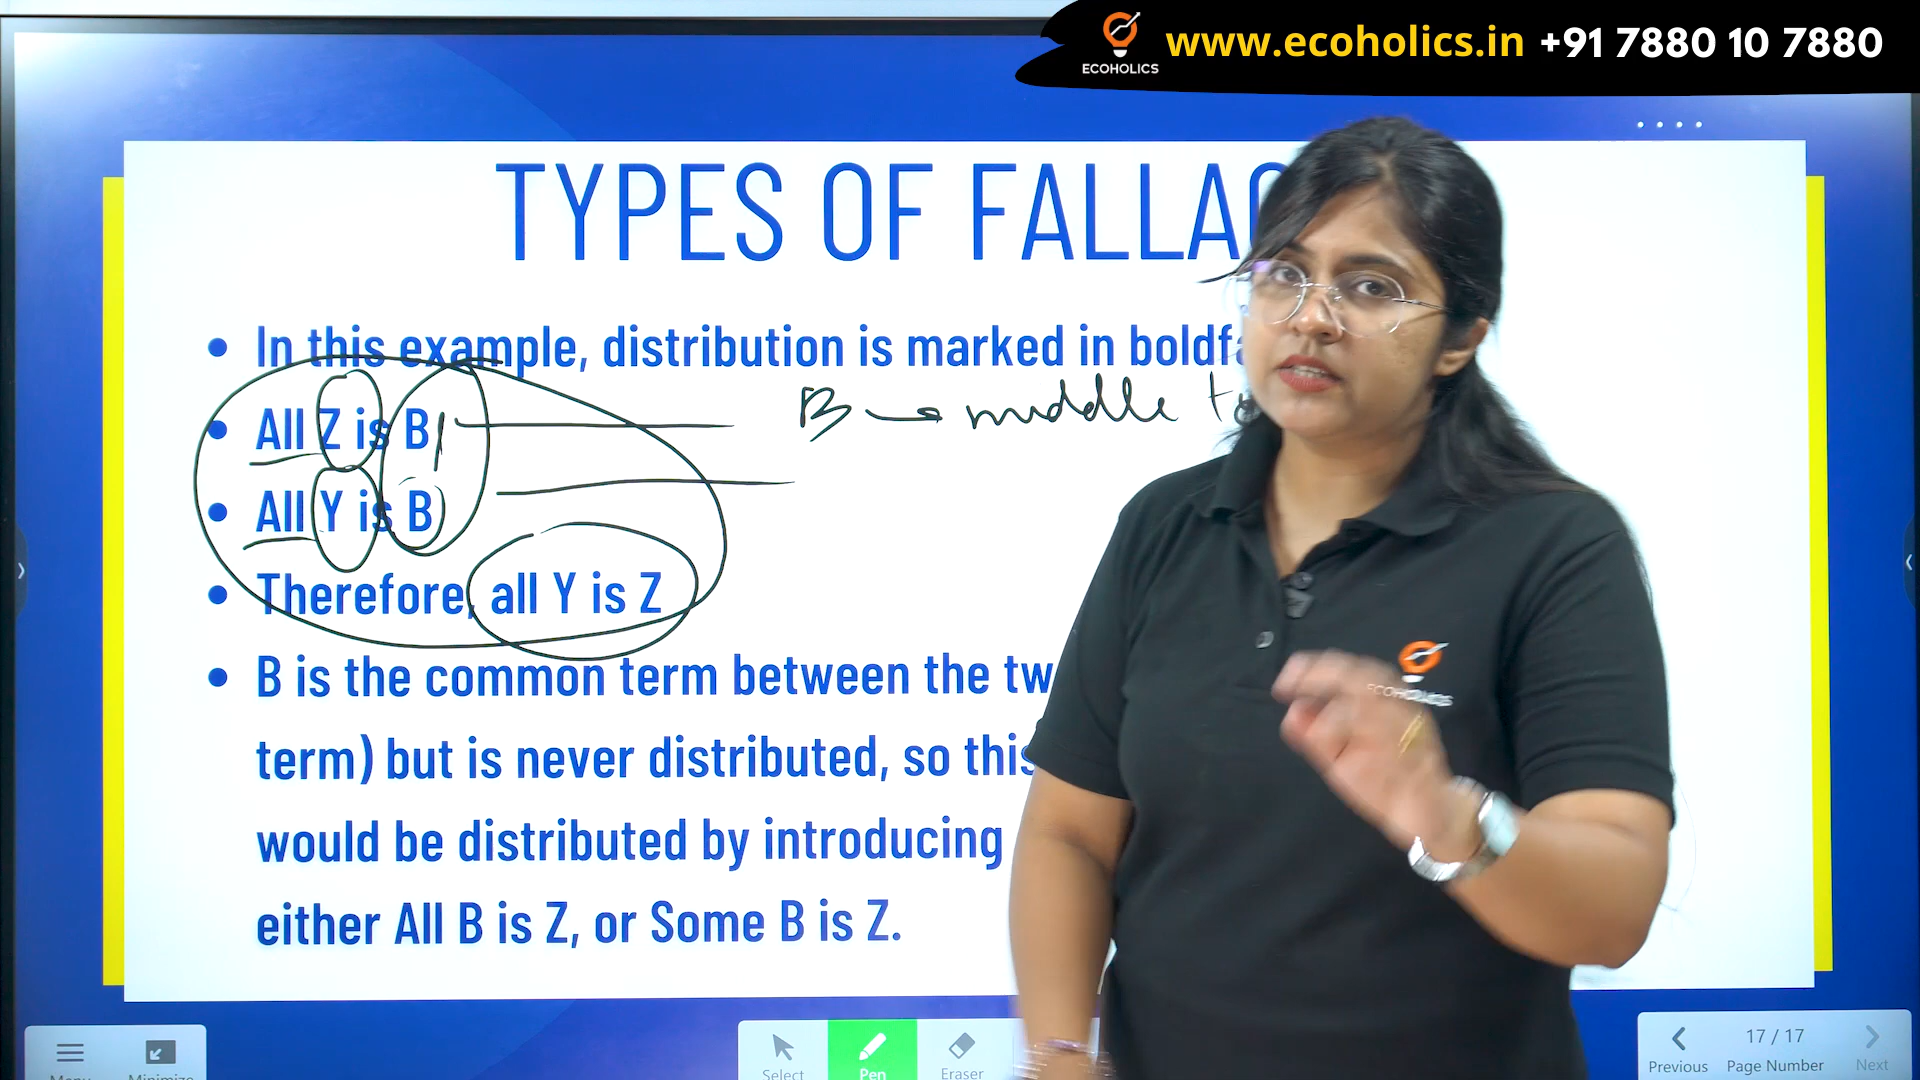 www.ecoholics.in +91 7880 10 7880
ECOHOLICS
TYPES OF
In this example, distribution is marked in
All Z is B
B → middle
All Y is B
Therefore, all Y is Z
B is the common term between the
term) but is never distributed, so this
would be distributed by introducing
either All B is Z, or Some B is Z.
ECOHOLICS
Select
Pen
Eraser
17 / 17
Previous Page Number Next